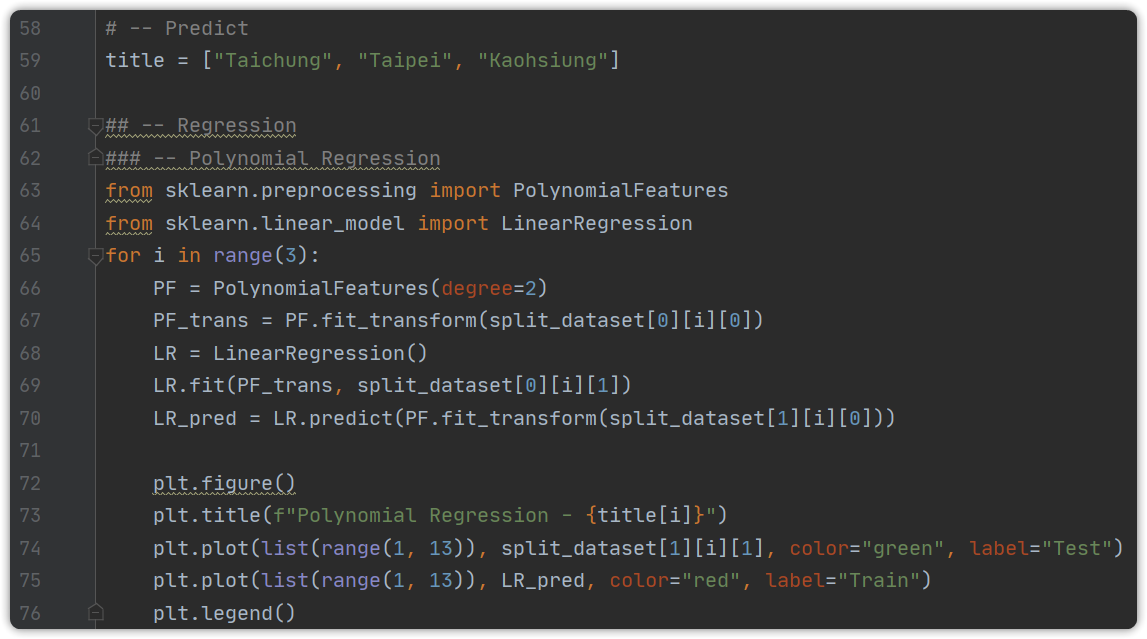 58 # -- Predict
59 title = ["Taichung", "Taipei", "Kaohsiung"]
60
61 ## -- Regression
62 ### -- Polynomial Regression
63 from sklearn.preprocessing import PolynomialFeatures
64 from sklearn.linear_model import LinearRegression
65 for i in range(3):
66     PF = PolynomialFeatures(degree=2)
67     PF_trans = PF.fit_transform(split_dataset[0][i][0])
68     LR = LinearRegression()
69     LR.fit(PF_trans, split_dataset[0][i][1])
70     LR_pred = LR.predict(PF.fit_transform(split_dataset[1][i][0]))
71
72     plt.figure()
73     plt.title(f"Polynomial Regression - {title[i]}")
74     plt.plot(list(range(1, 13)), split_dataset[1][i][1], color="green", label="Test")
75     plt.plot(list(range(1, 13)), LR_pred, color="red", label="Train")
76     plt.legend()